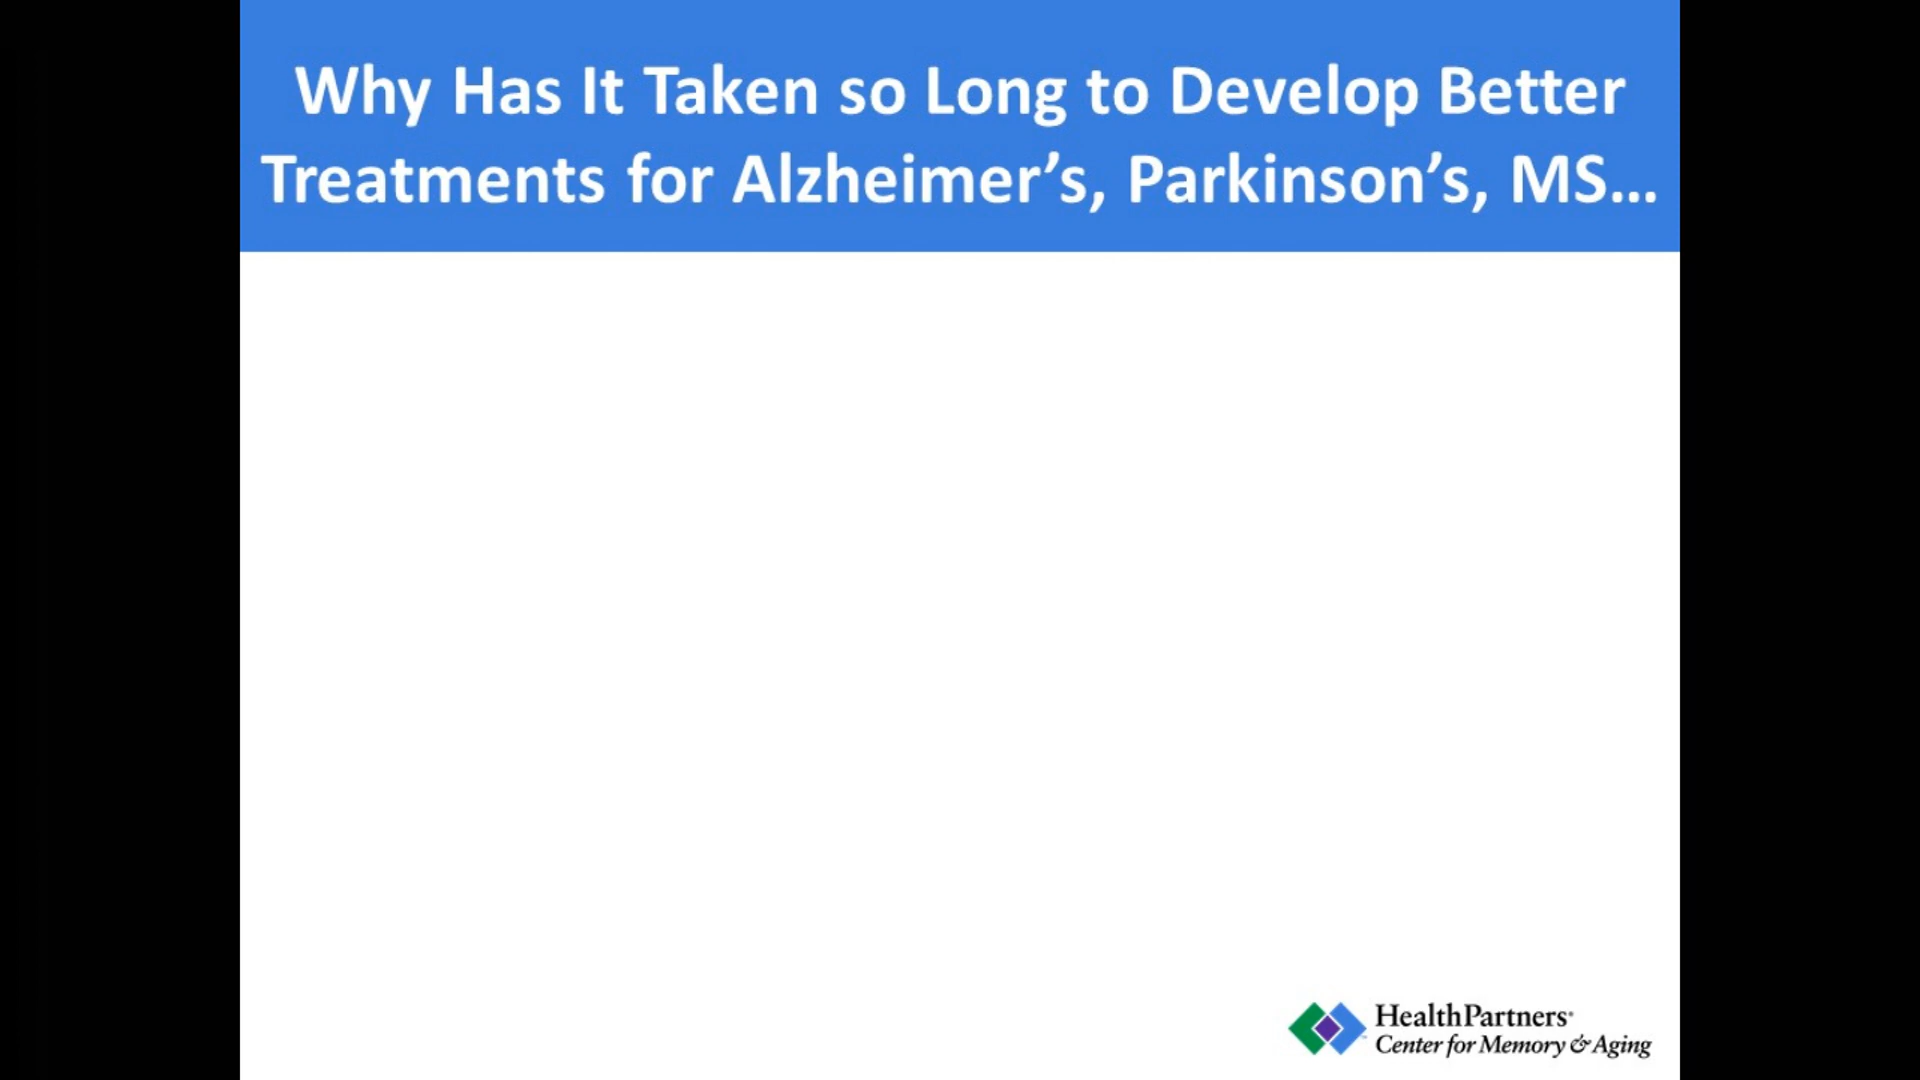 Why Has It Taken so Long to Develop Better
Treatments for Alzheimer’s, Parkinson’s, MS...
HealthPartners®
Center for Memory & Aging